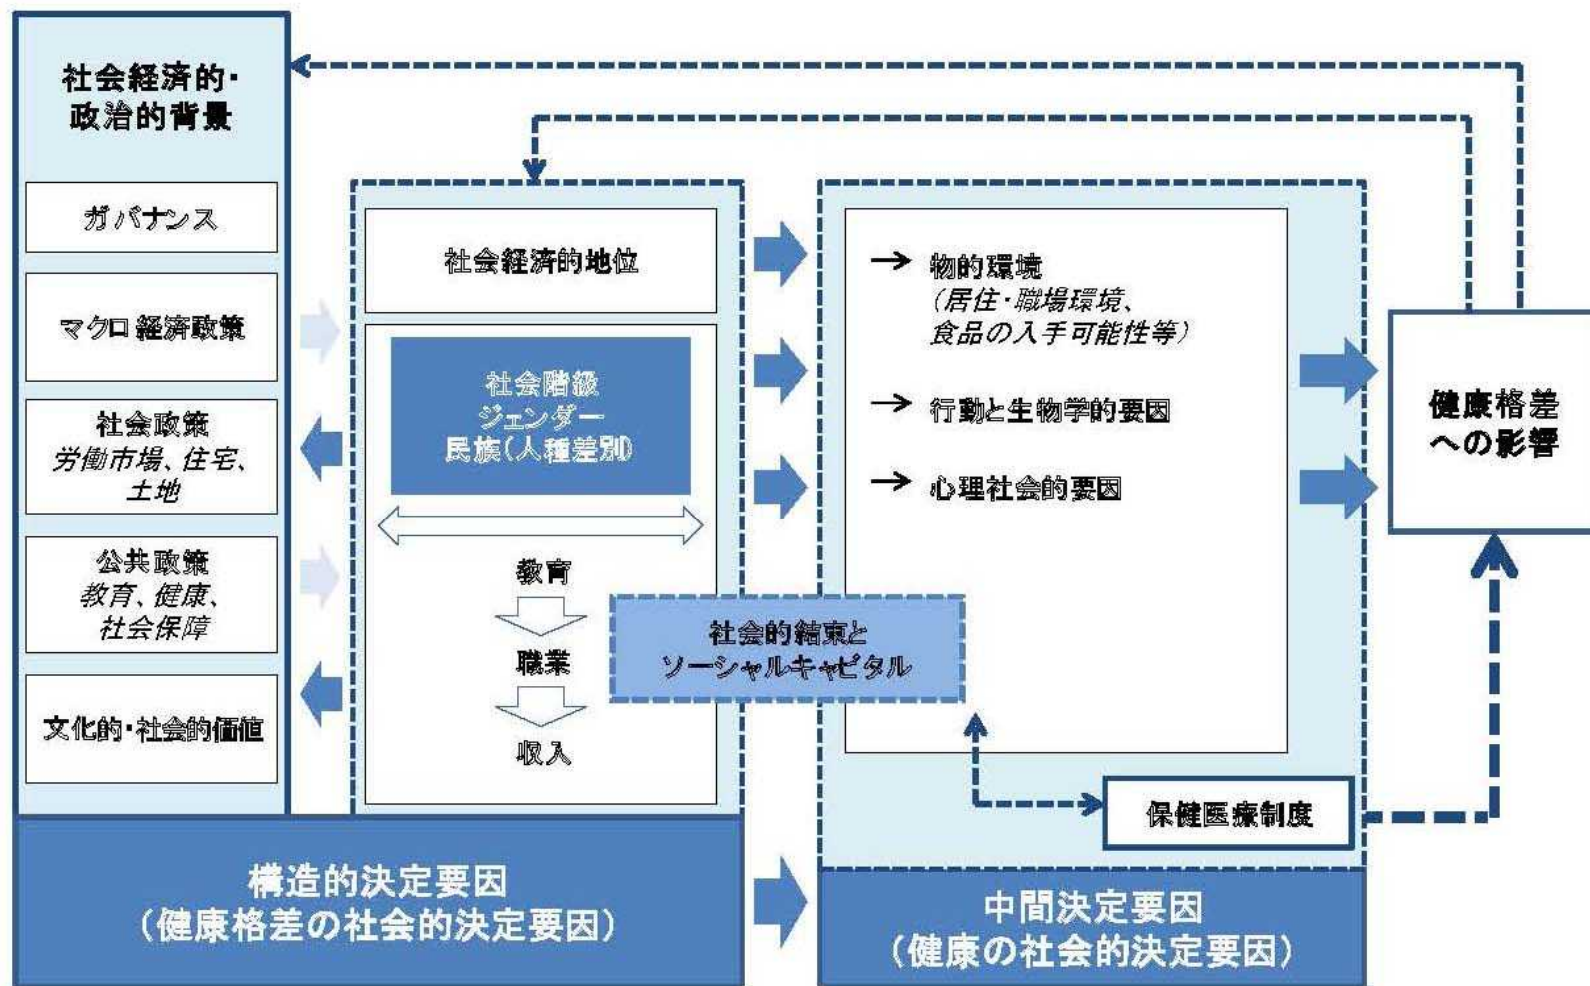 社会経済的・
政治的背景
ガバナンス
マクロ経済政策
社会政策
労働市場、住宅、
土地
公共政策
教育、健康、
社会保障
文化的・社会的価値
社会経済的地位
社会階級
ジェンダー
民族(人種差別)
教育
職業
収入
社会的結束と
ソーシャルキャピタル
構造的決定要因
(健康格差の社会的決定要因)
→ 物的環境
(居住・職場環境、
食品の入手可能性等)
→ 行動と生物学的要因
→ 心理社会的要因
保健医療制度
中間決定要因
(健康の社会的決定要因)
健康格差
への影響